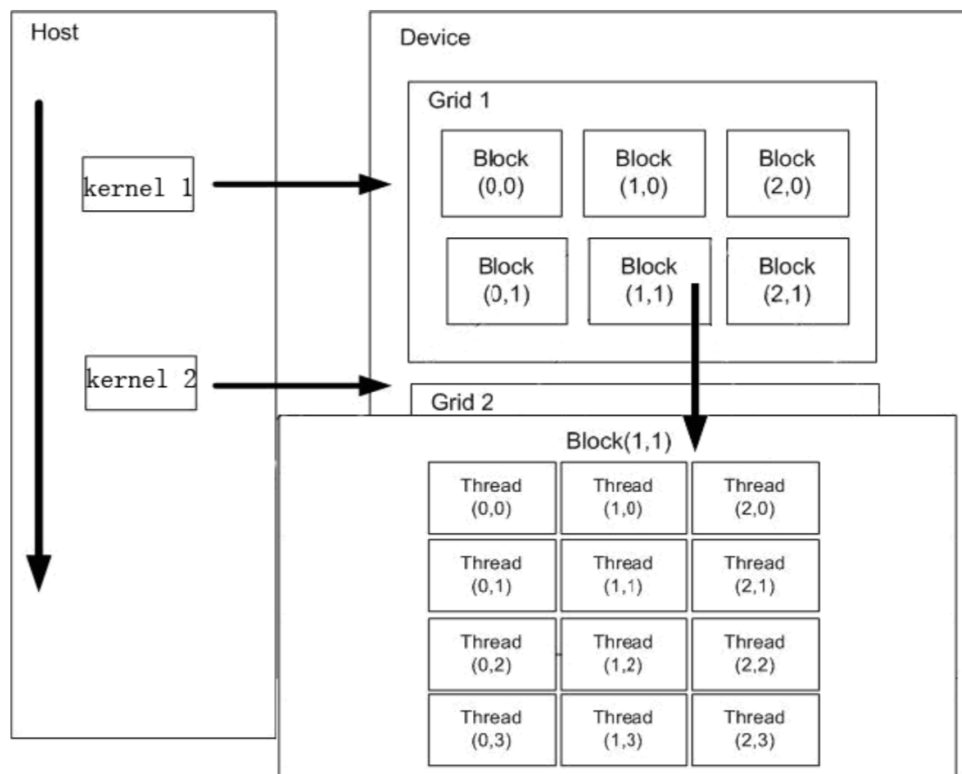 Host
Device
Grid 1
kernel 1
Block
(0,0)
Block
(1,0)
Block
(2,0)
Block
(0,1)
Block
(1,1)
Block
(2,1)
kernel 2
Grid 2
Block(1,1)
Thread
(0,0)
Thread
(1,0)
Thread
(2,0)
Thread
(0,1)
Thread
(1,1)
Thread
(2,1)
Thread
(0,2)
Thread
(1,2)
Thread
(2,2)
Thread
(0,3)
Thread
(1,3)
Thread
(2,3)